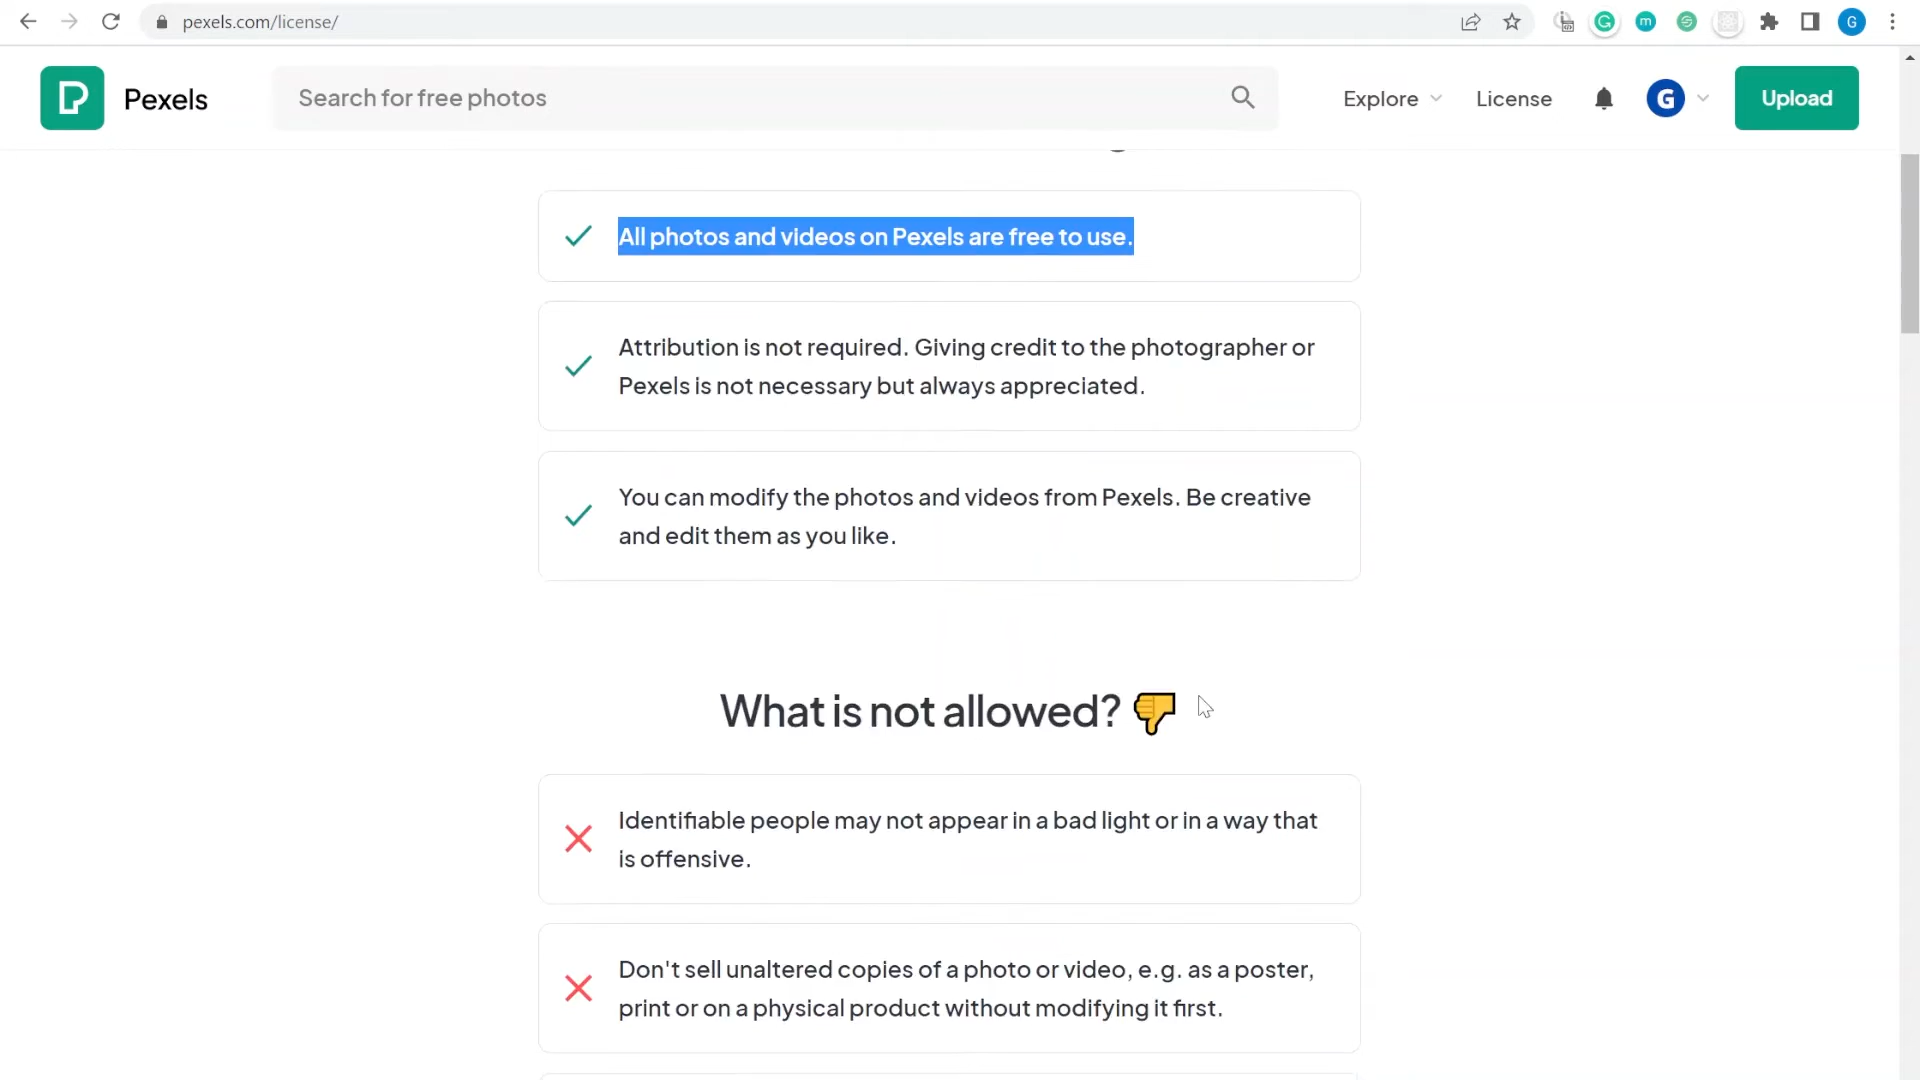 pexels.com/license/
G
m
G
Pexels
Search for free photos
Explore
License
G
Upload
All photos and videos on Pexels are free to use.
Attribution is not required. Giving credit to the photographer or
Pexels is not necessary but always appreciated.
You can modify the photos and videos from Pexels. Be creative
and edit them as you like.
What is not allowed? 👎
Identifiable people may not appear in a bad light or in a way that
is offensive.
Don't sell unaltered copies of a photo or video, e.g. as a poster,
print or on a physical product without modifying it first.